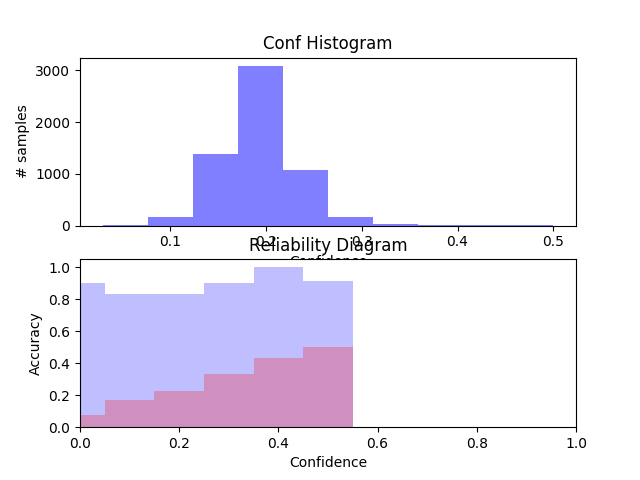 Conf Histogram
3000
2000
1000
0
# samples
0.1 0.2 0.3 0.4 0.5
Confidence
Reliability Diagram
1.0
0.8
0.6
0.4
0.2
0.0
Accuracy
0.0 0.2 0.4 0.6 0.8 1.0
Confidence